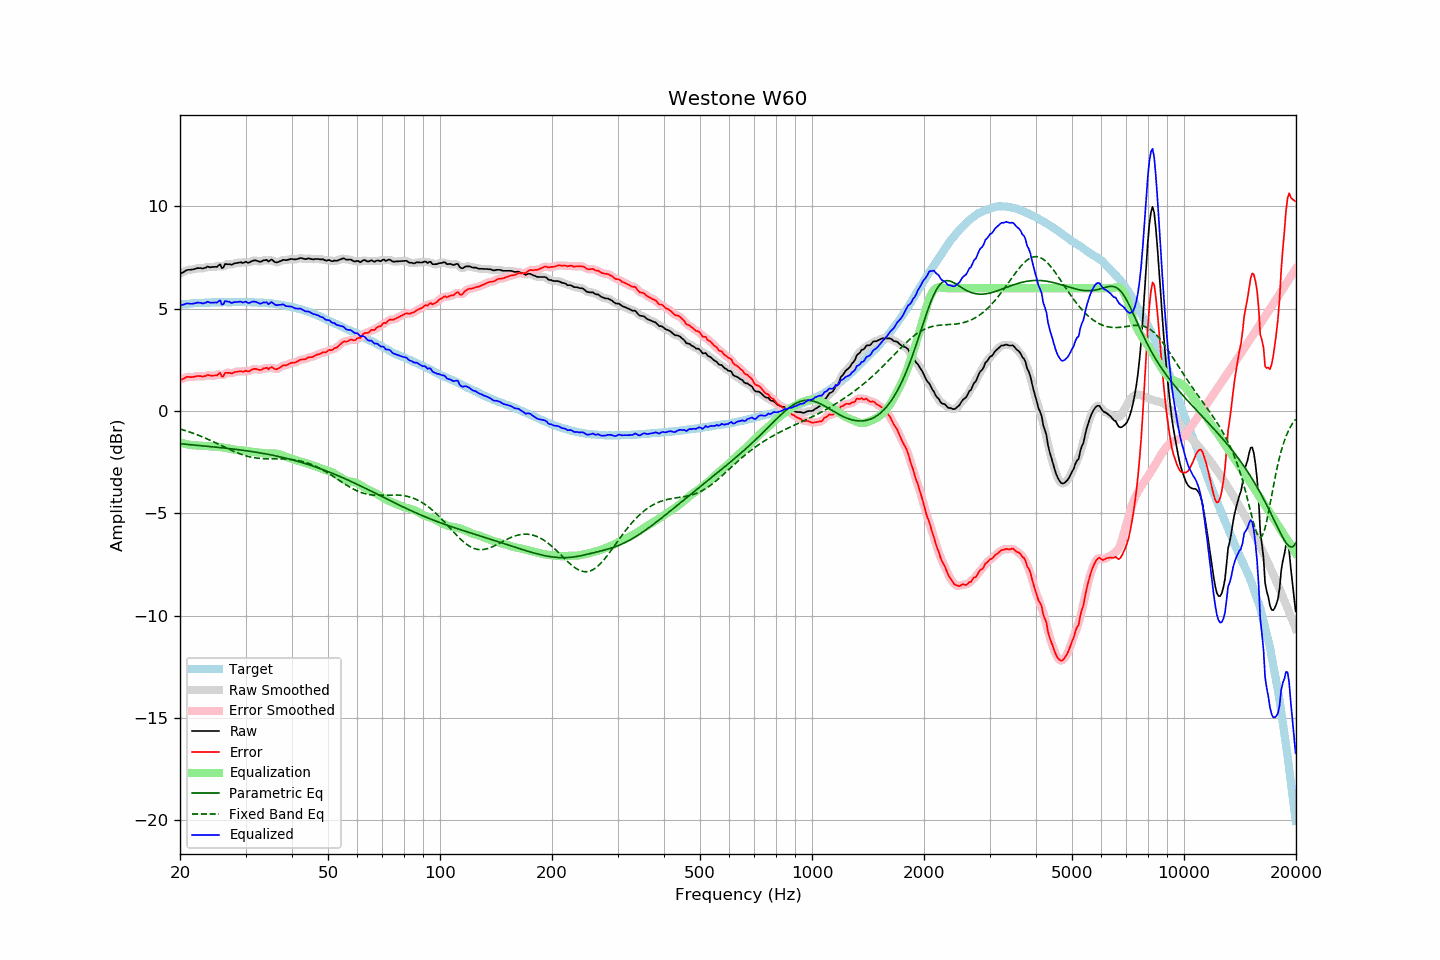 Westone W60
Amplitude (dBr)
10
5
0
−5
−10
−15
−20
Target
Raw Smoothed
Error Smoothed
Raw
Error
Equalization
Parametric Eq
Fixed Band Eq
Equalized
20 50 100 200 500 1000 2000 5000 10000 20000
Frequency (Hz)